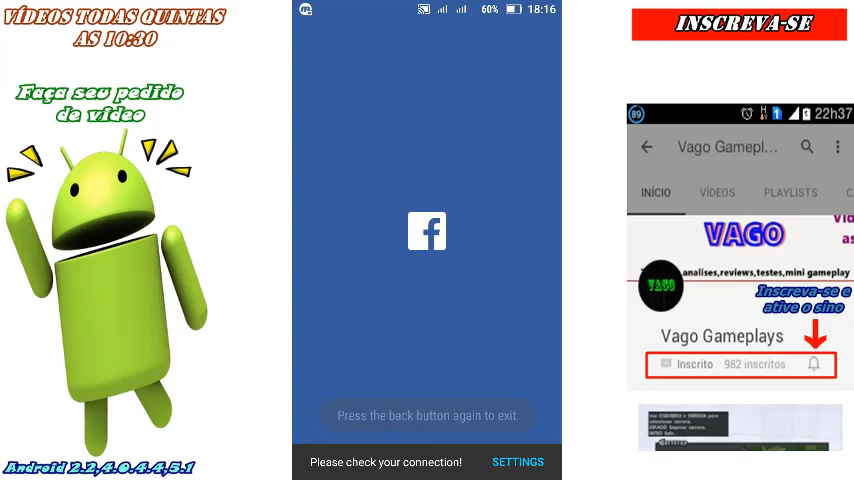 VÍDEOS TODAS QUINTAS
AS 10:30
Faça seu pedido
de vídeo
Android 2.2,4.0,4.4,5.1
60% 18:16
Press the back button again to exit
Please check your connection! SETTINGS
INSCREVA-SE
89 H 1 22h37
Vago Gamepl...
INÍCIO VÍDEOS PLAYLISTS C
as
VAGO
analises,reviews,testes,mini gameplay
VAGO
Inscreva-se e
ative o sino
Vago Gameplays
Inscrito 982 inscritos